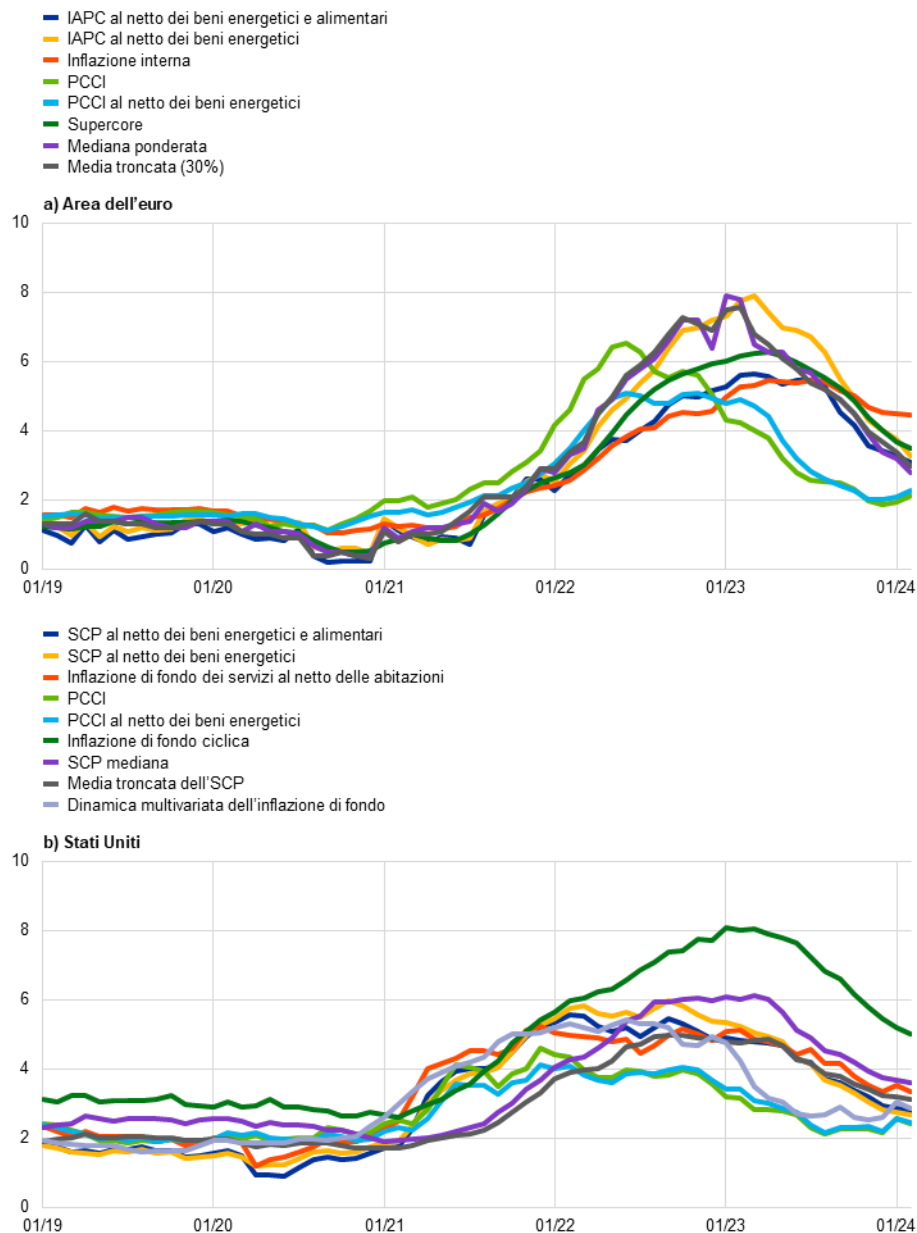 IAPC al netto dei beni energetici e alimentari
IAPC al netto dei beni energetici
Inflazione interna
PCCI
PCCI al netto dei beni energetici
Supercore
Mediana ponderata
Media troncata (30%)
a) Area dell'euro
10
8
6
4
2
0
01/19
01/20
01/21
01/22
01/23
01/24
SCP al netto dei beni energetici e alimentari
SCP al netto dei beni energetici
Inflazione di fondo dei servizi al netto delle abitazioni
PCCI
PCCI al netto dei beni energetici
Inflazione di fondo ciclica
SCP mediana
Media troncata dell'SCP
Dinamica multivariata dell'inflazione di fondo
b) Stati Uniti
10
8
6
4
2
0
01/19
01/20
01/21
01/22
01/23
01/24